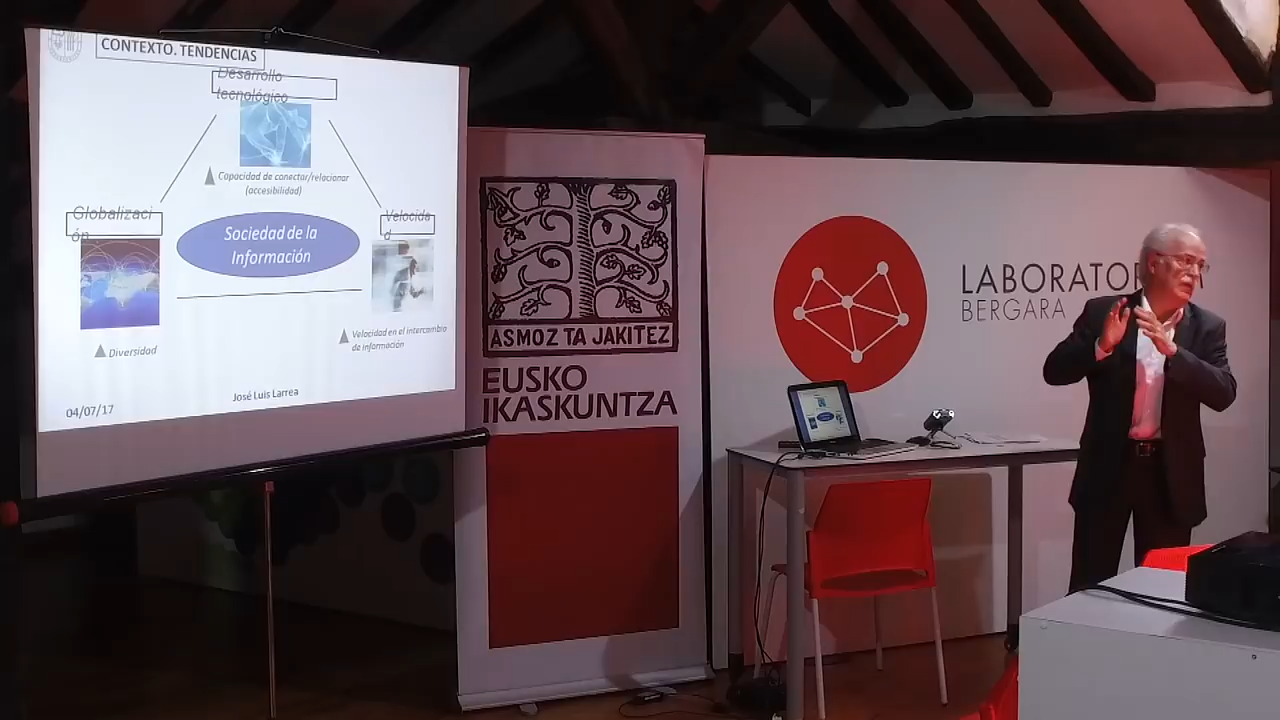 CONTEXTO. TENDENCIAS
Desarrollo
tecnológico
Capacidad de conectar/relacionar
(accesibilidad)
Globalizaci
ón
Velocida
d
Sociedad de la
Información
Diversidad
Velocidad en el intercambio
de información
José Luis Larrea
04/07/17
ASMOZ TA JAKITEZ
EUSKO
IKASKUNTZA
LABORATOR
BERGARA